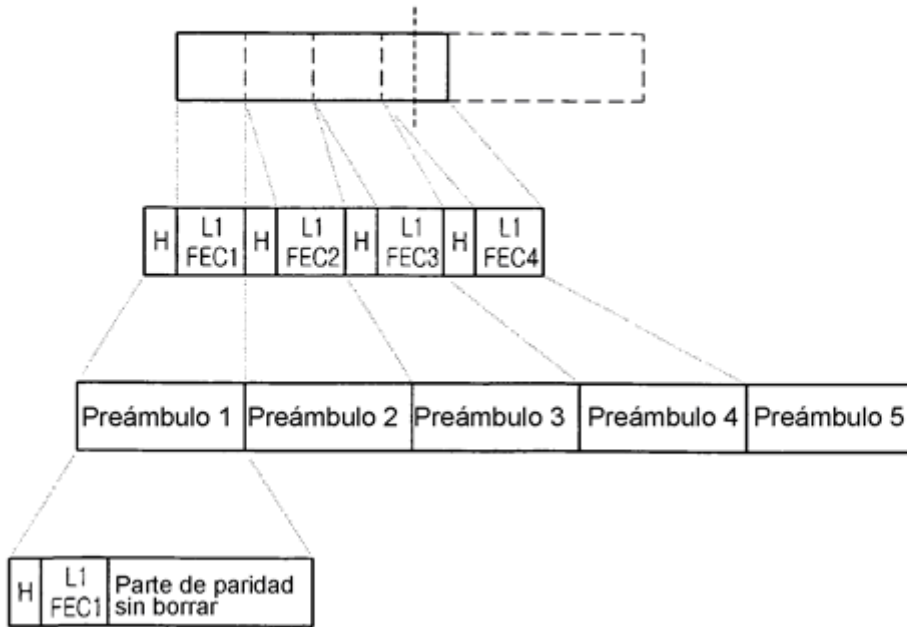 H L1 FEC1 H L1 FEC2 H L1 FEC3 H L1 FEC4
Preámbulo 1 Preámbulo 2 Preámbulo 3 Preámbulo 4 Preámbulo 5
H L1 FEC1 Parte de paridad sin borrar